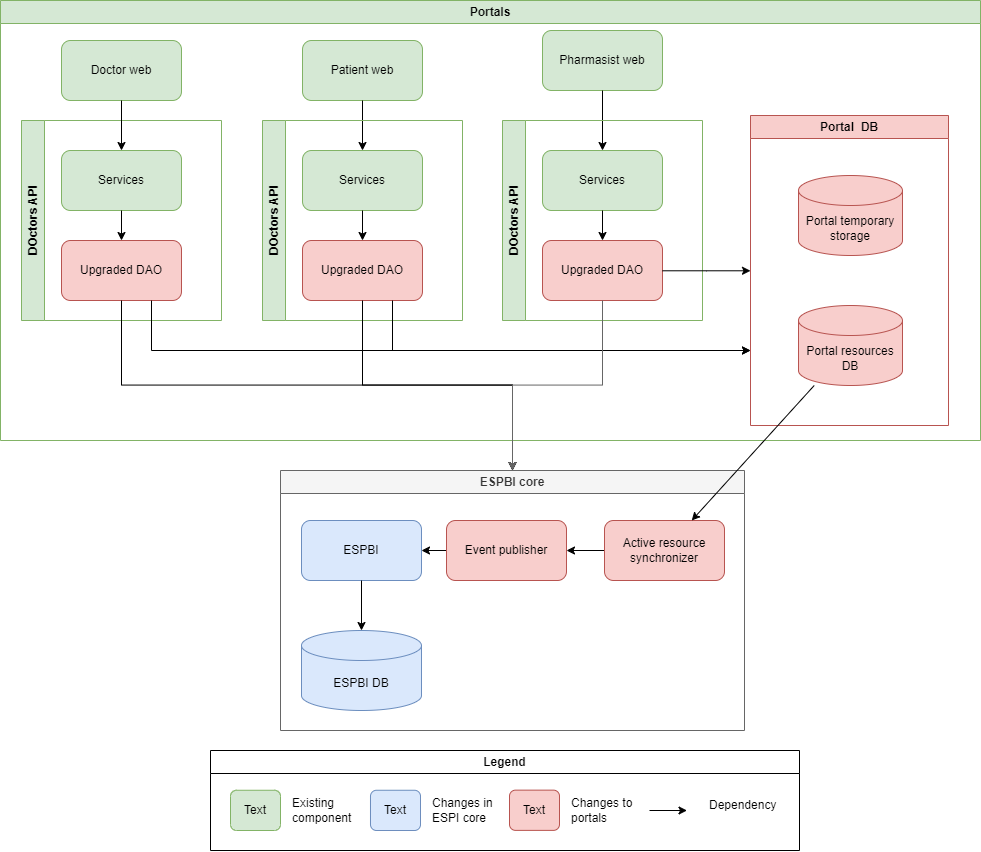 Portals
Doctor web
Patient web
Pharmasist web
DOctors API
Services
Upgraded DAO
DOctors API
Services
Upgraded DAO
DOctors API
Services
Upgraded DAO
Portal  DB
Portal temporary
storage
Portal resources
DB
ESPBI core
ESPBI
Event publisher
Active resource
synchronizer
ESPBI DB
Legend
Text
Existing
component
Text
Changes in
ESPI core
Text
Changes to
portals
Dependency